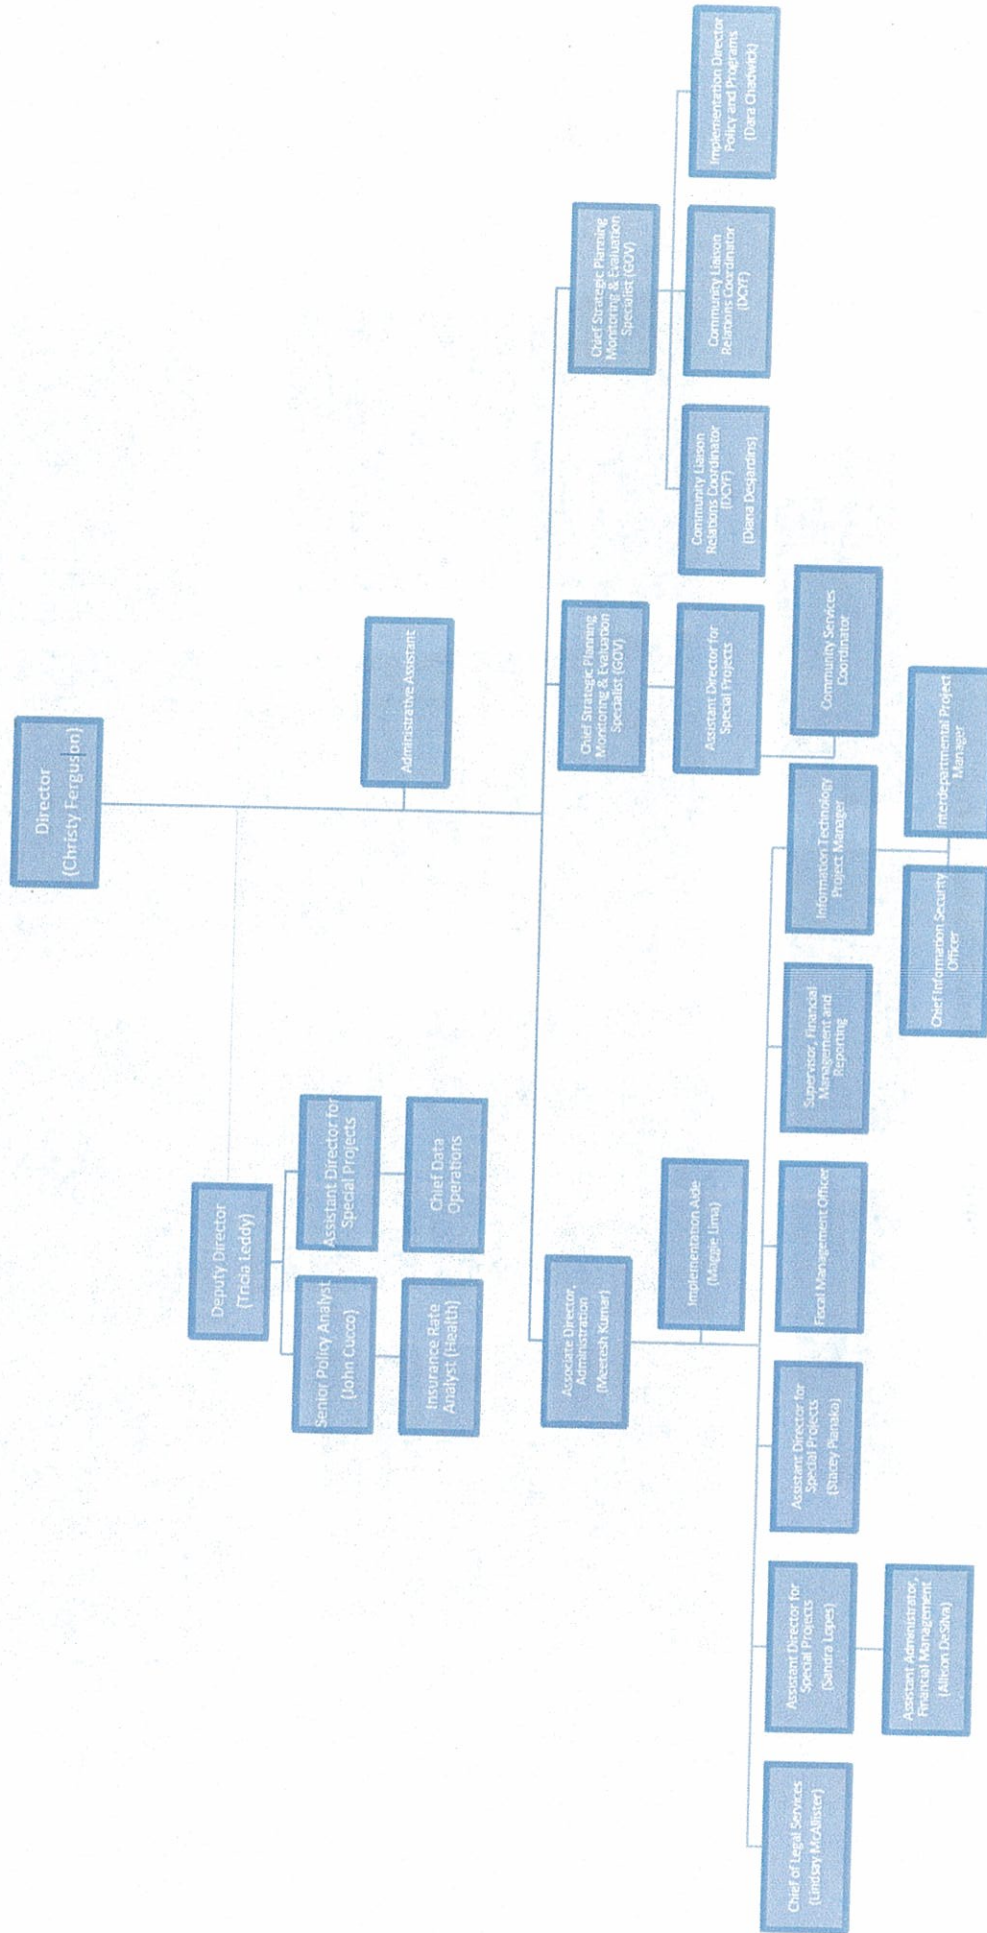 Director
(Christy Ferguson)
Deputy Director
(Tricia Leddy)
Senior Policy Analyst
(John Cucco)
Assistant Director for
Special Projects
Insurance Rate
Analyst (Health)
Chief Data
Operations
Administrative Assistant
Associate Director,
Administration
(Meetesh Kumar)
Chief Strategic Planning
Monitoring & Evaluation
Specialist (GOV)
Chief Strategic Planning
Monitoring & Evaluation
Specialist (GOV)
Implementation Aide
(Maggie Lima)
Assistant Director for
Special Projects
Community Liaison
Relations Coordinator
(DCYF)
(Diana Desjardins)
Community Liaison
Relations Coordinator
(DCYF)
Implementation Director
Policy and Programs
(Dara Chadwick)
Community Services
Coordinator
Chief of Legal Services
(Lindsay McAllister)
Assistant Director for
Special Projects
(Sandra Lopes)
Assistant Director for
Special Projects
(Stacey Pianaka)
Fiscal Management Officer
Supervisor, Financial
Management and
Reporting
Information Technology
Project Manager
Assistant Administrator,
Financial Management
(Allison DeSilva)
Chief Information Security
Officer
Interdepartmental Project
Manager